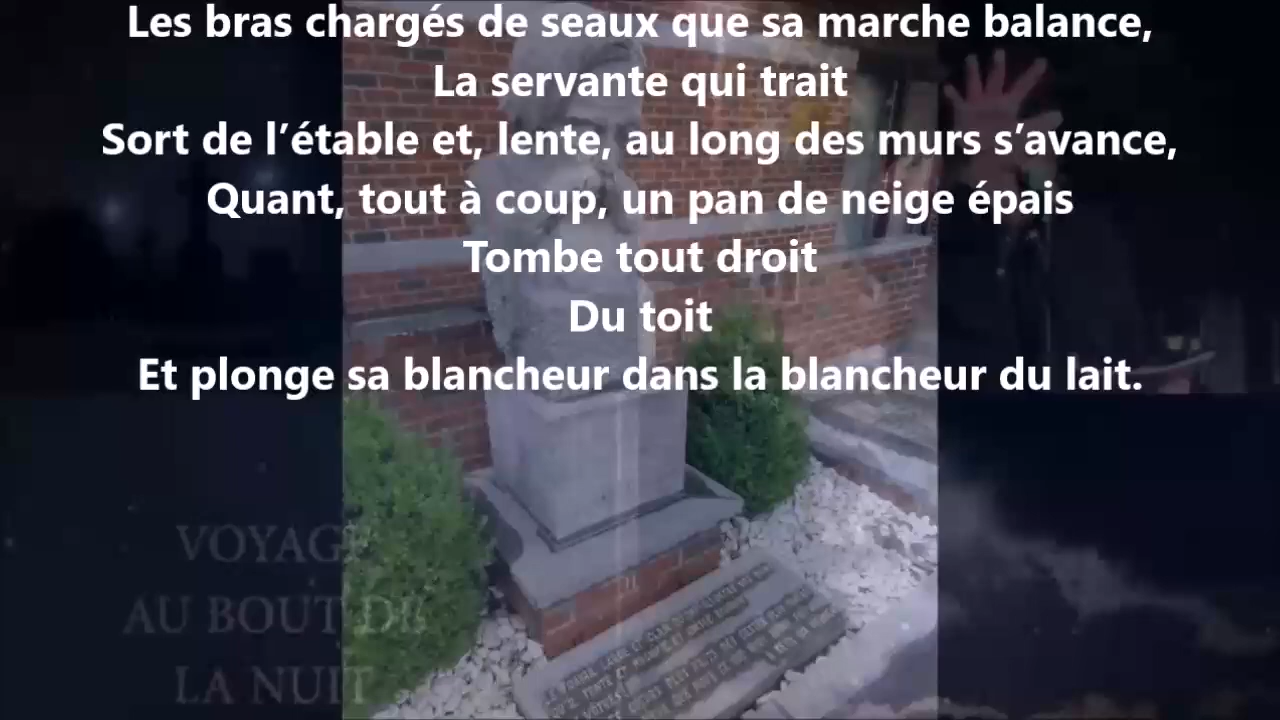 Les bras chargés de seaux que sa marche balance,
La servante qui trait
Sort de l’étable et, lente, au long des murs s’avance,
Quant, tout à coup, un pan de neige épais
Tombe tout droit
Du toit
Et plonge sa blancheur dans la blancheur du lait.
VOYAGE
AU BOUT DE
LA NUIT